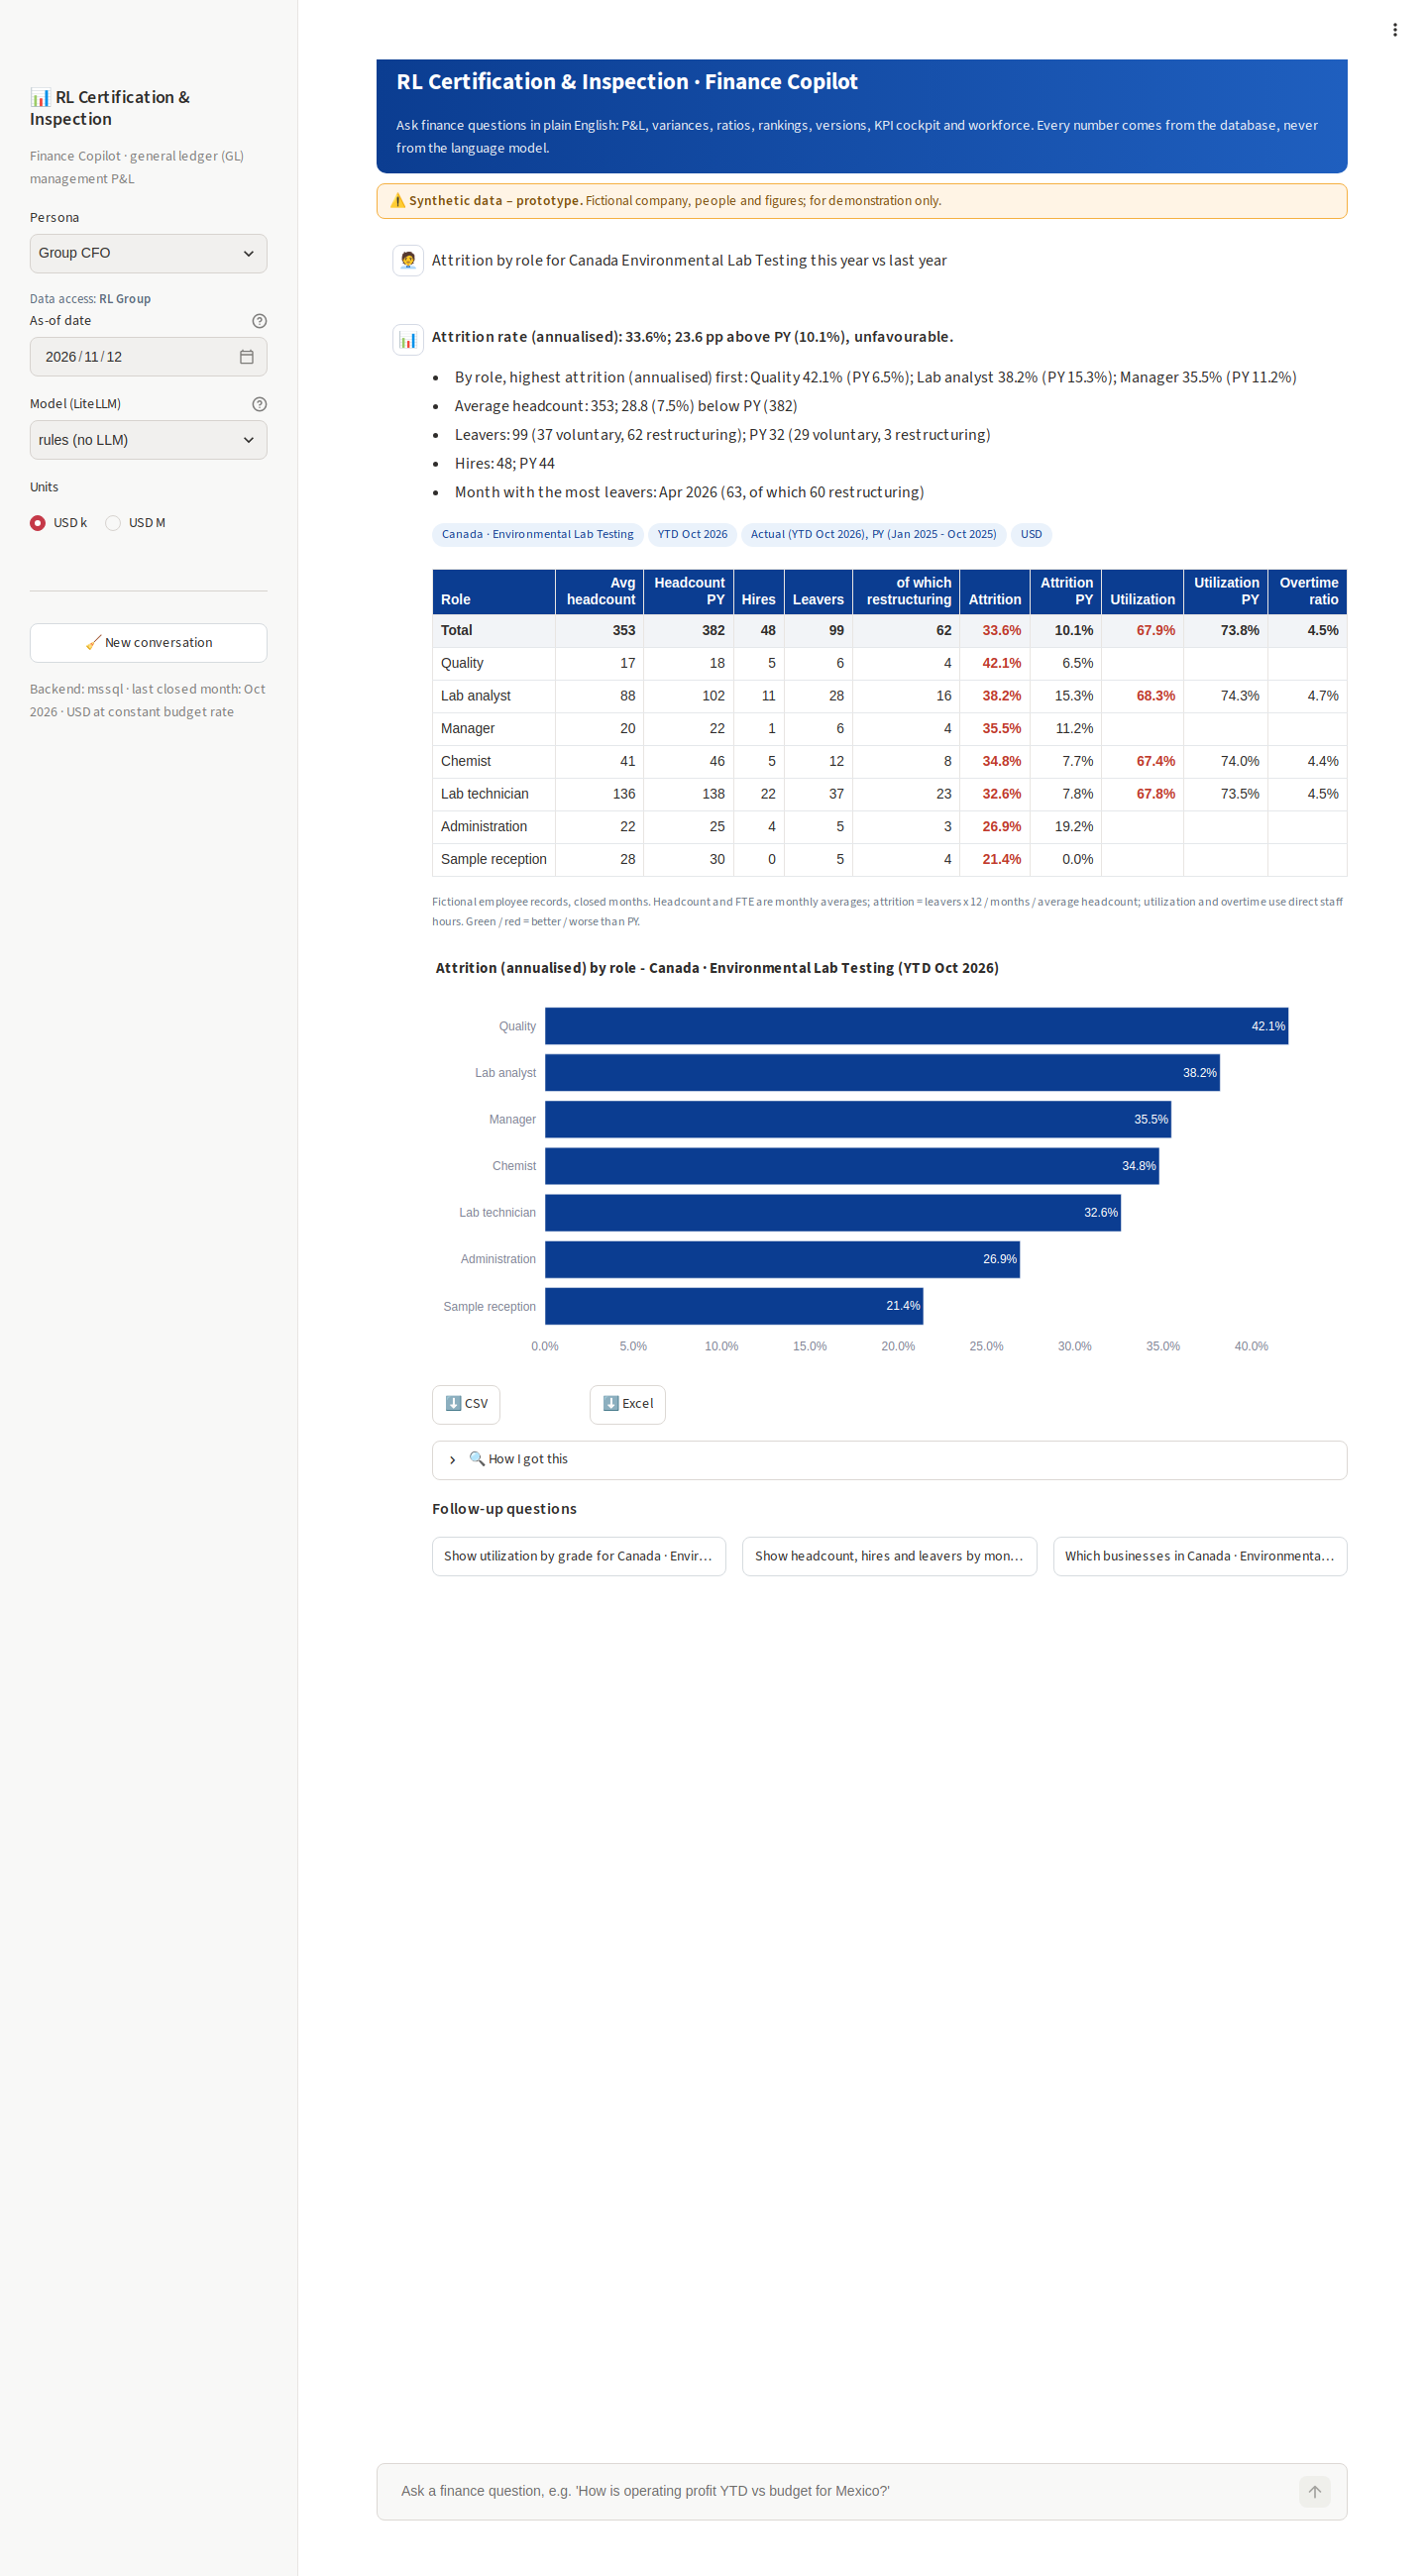 RL Certification &
Inspection
Finance Copilot · general ledger (GL)
management P&L
Persona
Group CFO
Data access: RL Group
As-of date
2026/11/12
Model (LiteLLM)
rules (no LLM)
Units
USD k USD M
New conversation
Backend: mssql · last closed month: Oct
2026 · USD at constant budget rate
RL Certification & Inspection · Finance Copilot
Ask finance questions in plain English: P&L, variances, ratios, rankings, versions, KPI cockpit and workforce. Every number comes from the database, never
from the language model.
Synthetic data – prototype. Fictional company, people and figures; for demonstration only.
Attrition by role for Canada Environmental Lab Testing this year vs last year
Attrition rate (annualised): 33.6%; 23.6 pp above PY (10.1%), unfavourable.
• By role, highest attrition (annualised) first: Quality 42.1% (PY 6.5%); Lab analyst 38.2% (PY 15.3%); Manager 35.5% (PY 11.2%)
• Average headcount: 353; 28.8 (7.5%) below PY (382)
• Leavers: 99 (37 voluntary, 62 restructuring); PY 32 (29 voluntary, 3 restructuring)
• Hires: 48; PY 44
• Month with the most leavers: Apr 2026 (63, of which 60 restructuring)
Canada · Environmental Lab Testing YTD Oct 2026 Actual (YTD Oct 2026), PY (Jan 2025 - Oct 2025) USD
Role Avg headcount Headcount PY Hires Leavers of which restructuring Attrition Attrition PY Utilization Utilization PY Overtime ratio
Total 353 382 48 99 62 33.6% 10.1% 67.9% 73.8% 4.5%
Quality 17 18 5 6 4 42.1% 6.5%
Lab analyst 88 102 11 28 16 38.2% 15.3% 68.3% 74.3% 4.7%
Manager 20 22 1 6 4 35.5% 11.2%
Chemist 41 46 5 12 8 34.8% 7.7% 67.4% 74.0% 4.4%
Lab technician 136 138 22 37 23 32.6% 7.8% 67.8% 73.5% 4.5%
Administration 22 25 4 5 3 26.9% 19.2%
Sample reception 28 30 0 5 4 21.4% 0.0%
Fictional employee records, closed months. Headcount and FTE are monthly averages; attrition = leavers x 12 / months / average headcount; utilization and overtime use direct staff
hours. Green / red = better / worse than PY.
Attrition (annualised) by role - Canada · Environmental Lab Testing (YTD Oct 2026)
Quality 42.1%
Lab analyst 38.2%
Manager 35.5%
Chemist 34.8%
Lab technician 32.6%
Administration 26.9%
Sample reception 21.4%
0.0% 5.0% 10.0% 15.0% 20.0% 25.0% 30.0% 35.0% 40.0%
CSV Excel
How I got this
Follow-up questions
Show utilization by grade for Canada · Envir…
Show headcount, hires and leavers by mon…
Which businesses in Canada · Environmenta…
Ask a finance question, e.g. 'How is operating profit YTD vs budget for Mexico?'